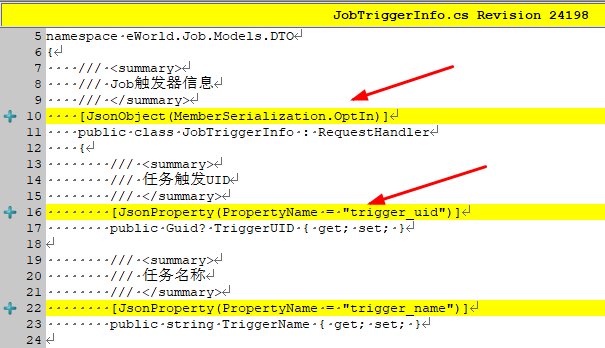 JobTriggerInfo.cs Revision 24198
5 namespace eWorld.Job.Models.DTO
6 {
7 /// <summary>
8 /// Job触发器信息
9 /// </summary>
10 [JsonObject(MemberSerialization.OptIn)]
11 public class JobTriggerInfo : RequestHandler
12 {
13 /// <summary>
14 /// 任务触发UID
15 /// </summary>
16 [JsonProperty(PropertyName = "trigger_uid")]
17 public Guid? TriggerUID { get; set; }
18
19 /// <summary>
20 /// 任务名称
21 /// </summary>
22 [JsonProperty(PropertyName = "trigger_name")]
23 public string TriggerName { get; set; }
24